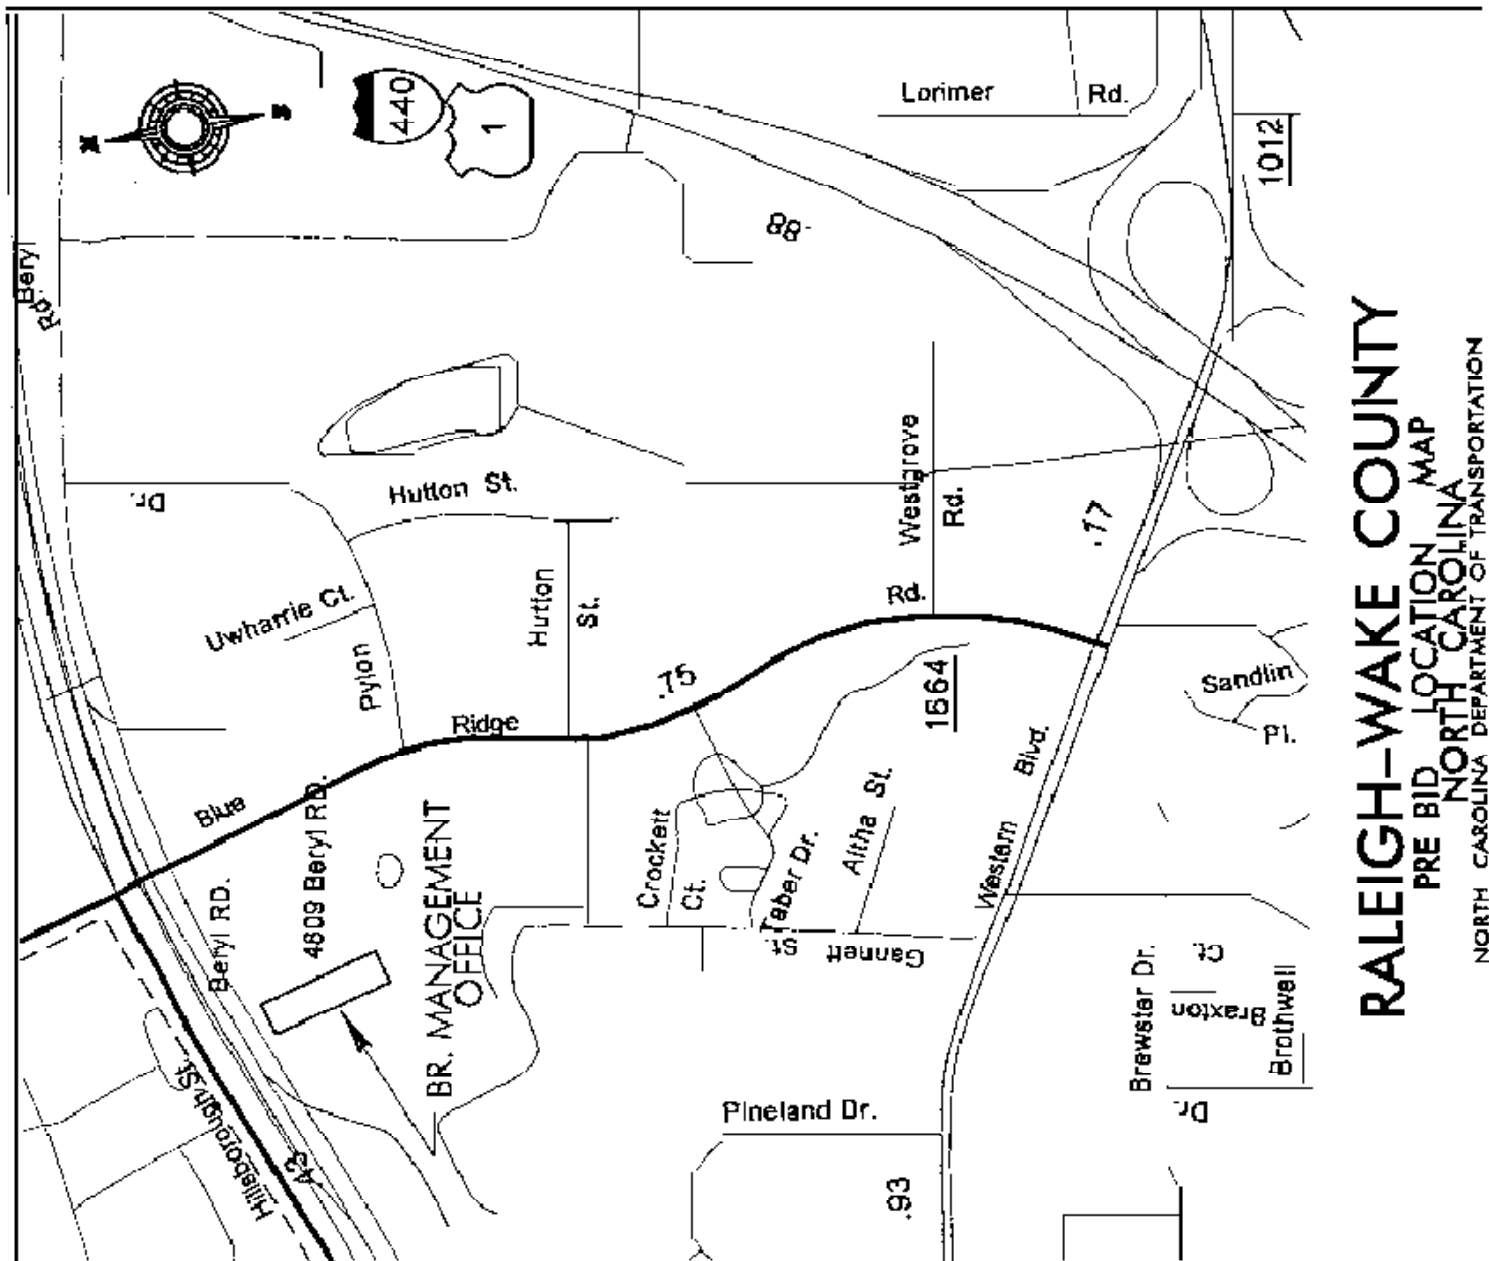 440
1
Lorimer Rd.
1012
Beryl
Rd.
.88
Dr.
Hutton St.
Westgrove
Rd.
.17
Uwharrie Ct.
Hutton
St.
Pylon
Rd.
.75
1664
Sandlin
Pl.
Ridge
Blue
Blvd.
Western
4809 Beryl RD.
BR. MANAGEMENT
OFFICE
Beryl RD.
Crockett
Ct.
Taber Dr.
Altha St.
Gannett
St
Hillsborough St.
.43
Pineland Dr.
.93
Brewster Dr.
Braxton
Ct.
Brothwell
Dr.
RALEIGH-WAKE COUNTY
PRE BID LOCATION MAP
NORTH CAROLINA
NORTH CAROLINA DEPARTMENT OF TRANSPORTATION